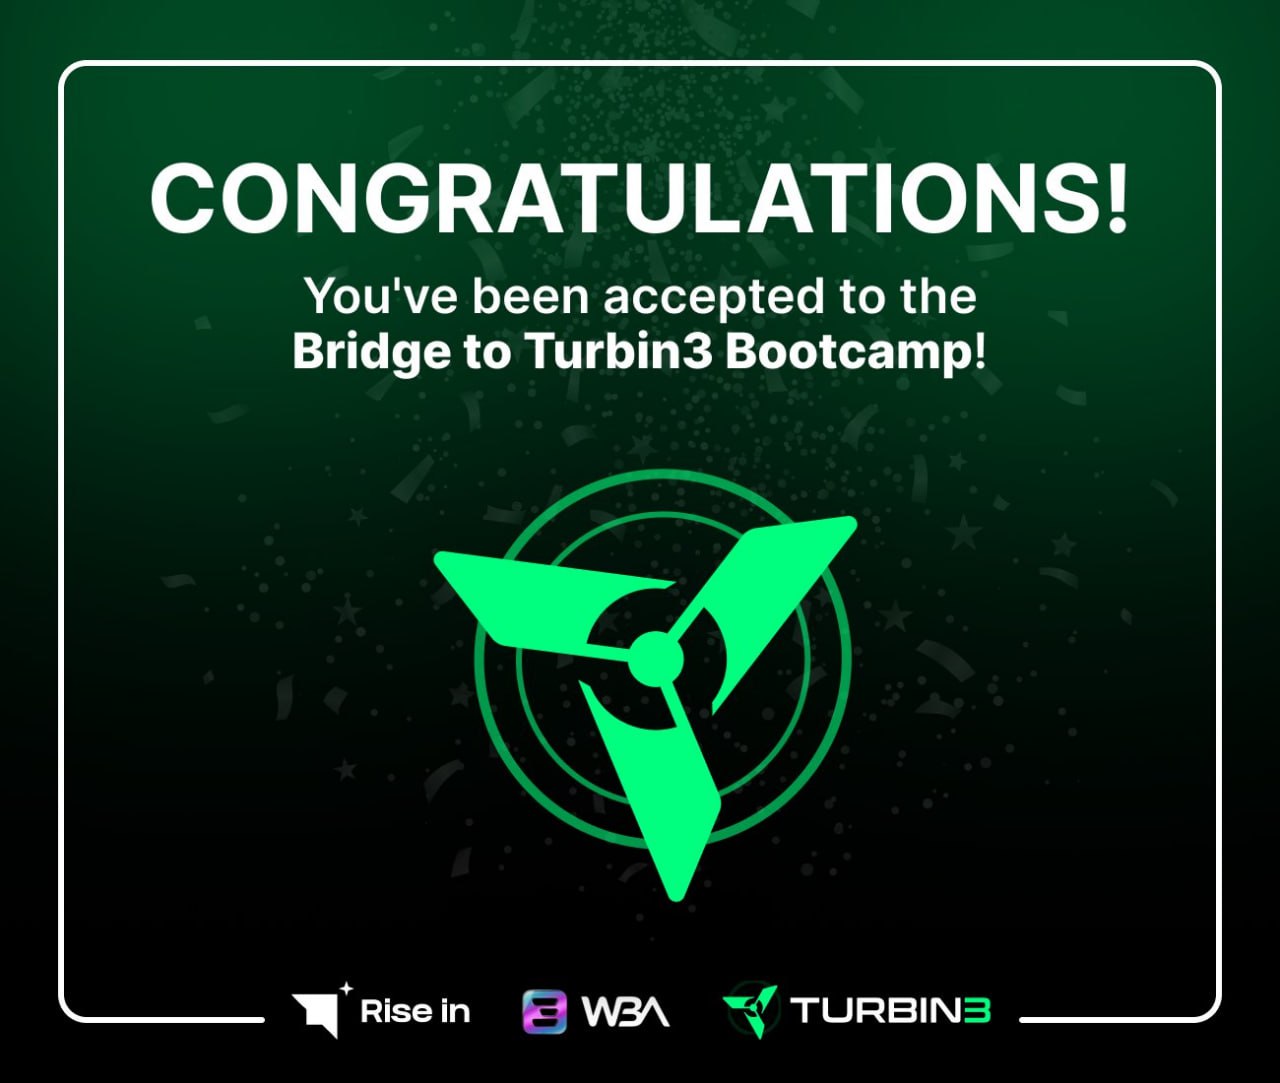 CONGRATULATIONS!
You've been accepted to the
Bridge to Turbin3 Bootcamp!
Rise in
WBA
TURBIN3